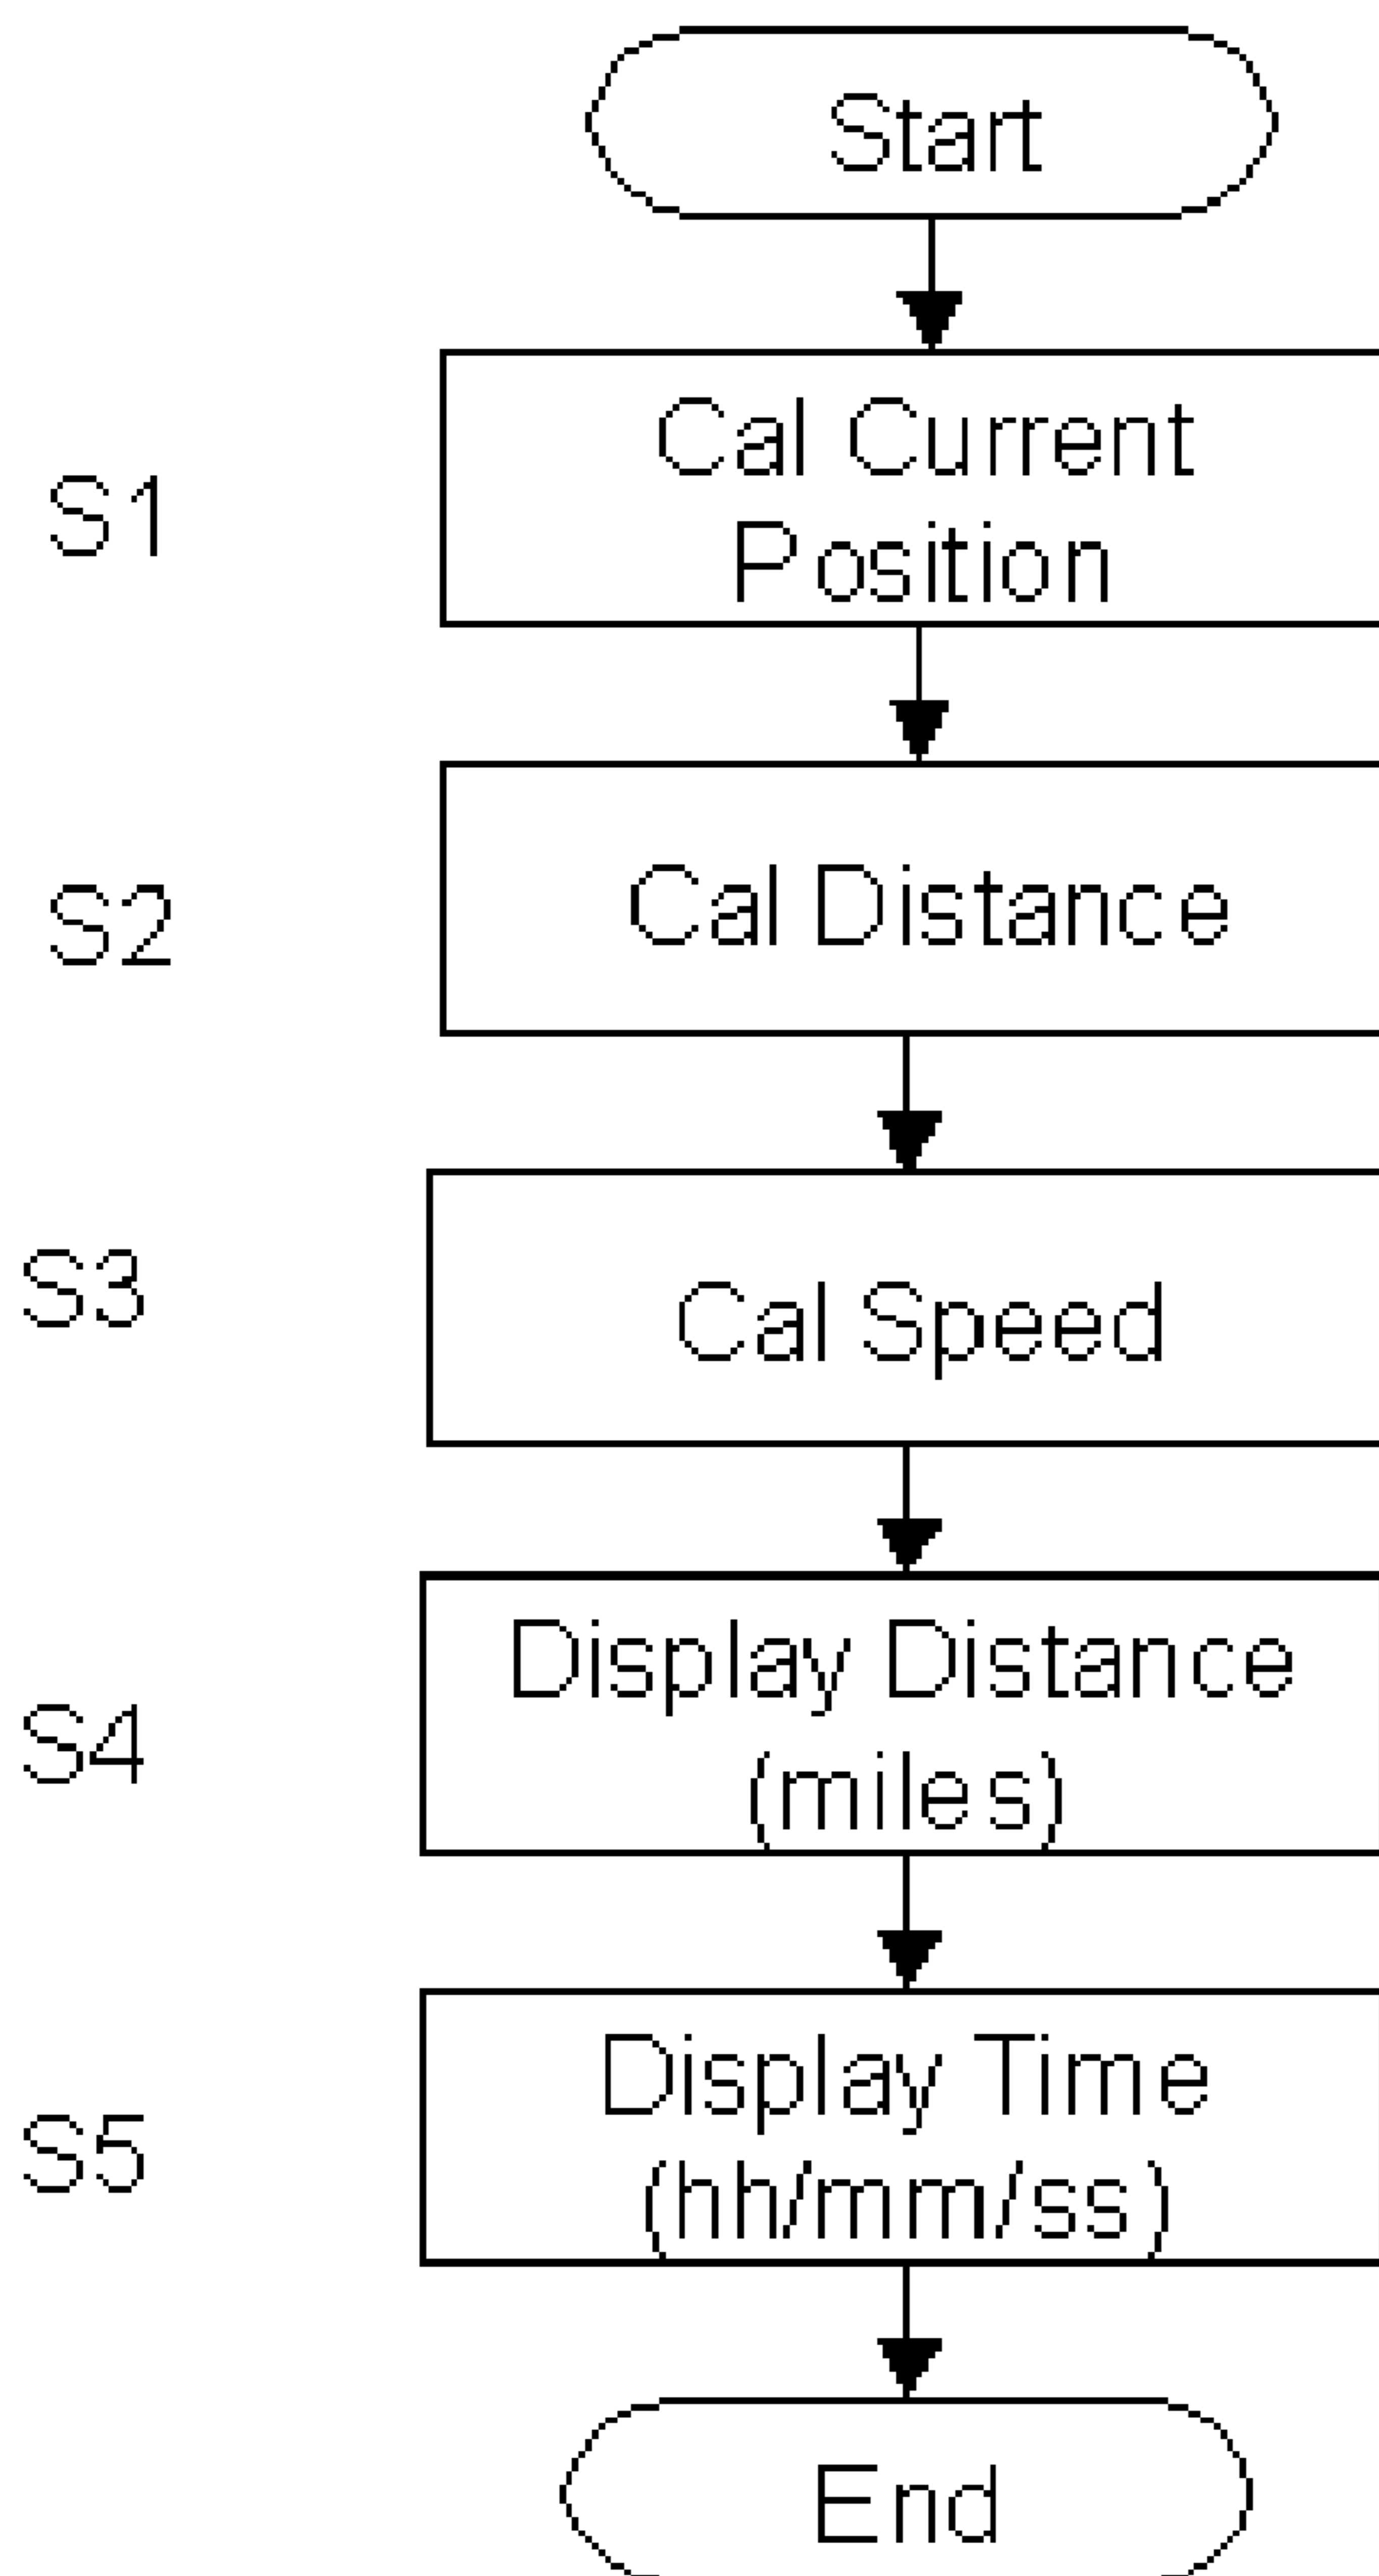 Start
S1
Cal Current
Position
S2
Cal Distance
S3
Cal Speed
S4
Display Distance
(miles)
S5
Display Time
(hh/mm/ss)
End